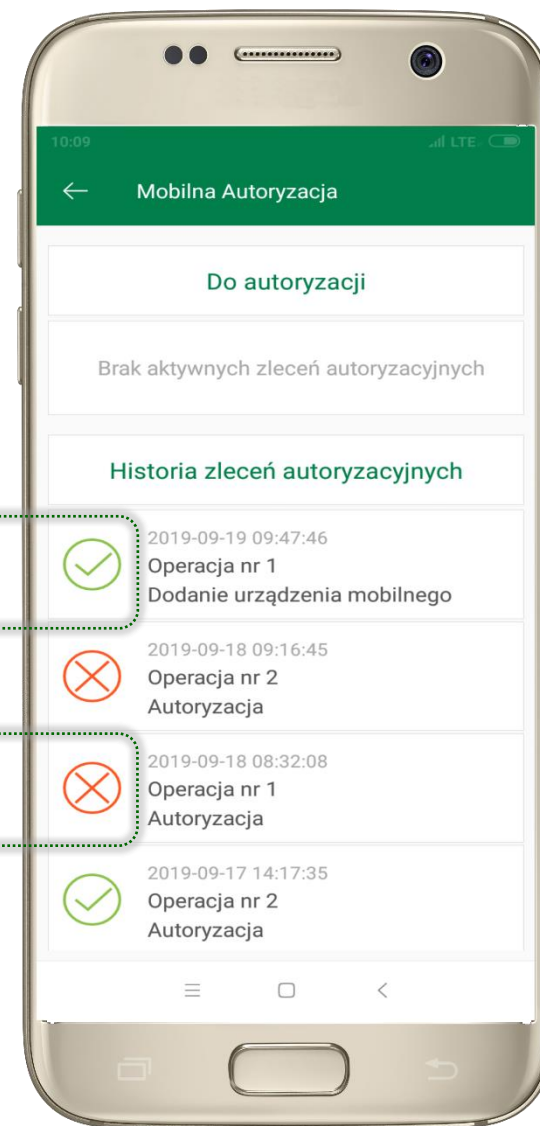 10:09
LTE
Mobilna Autoryzacja
Do autoryzacji
Brak aktywnych zleceń autoryzacyjnych
Historia zleceń autoryzacyjnych
2019-09-19 09:47:46
Operacja nr 1
Dodanie urządzenia mobilnego
2019-09-18 09:16:45
Operacja nr 2
Autoryzacja
2019-09-18 08:32:08
Operacja nr 1
Autoryzacja
2019-09-17 14:17:35
Operacja nr 2
Autoryzacja